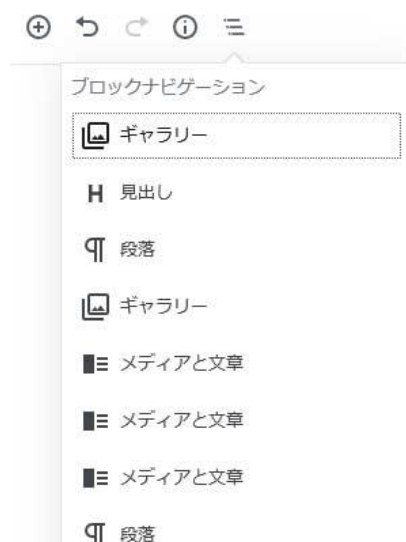 ブロックナビゲーション
ギャラリー
H 見出し
段落
ギャラリー
メディアと文章
メディアと文章
メディアと文章
段落